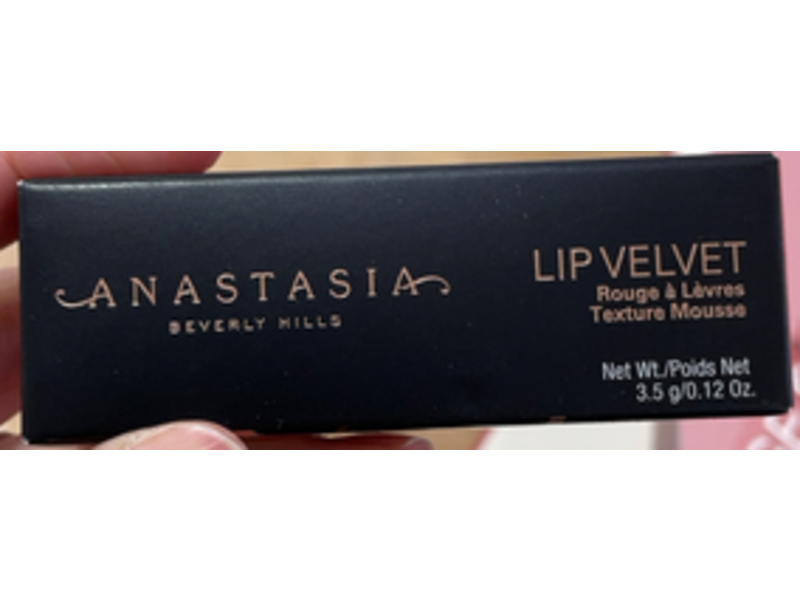 ANASTASIA
BEVERLY HILLS
LIP VELVET
Rouge à Lèvres
Texture Mousse
Net Wt./Poids Net
3.5 g/0.12 Oz.